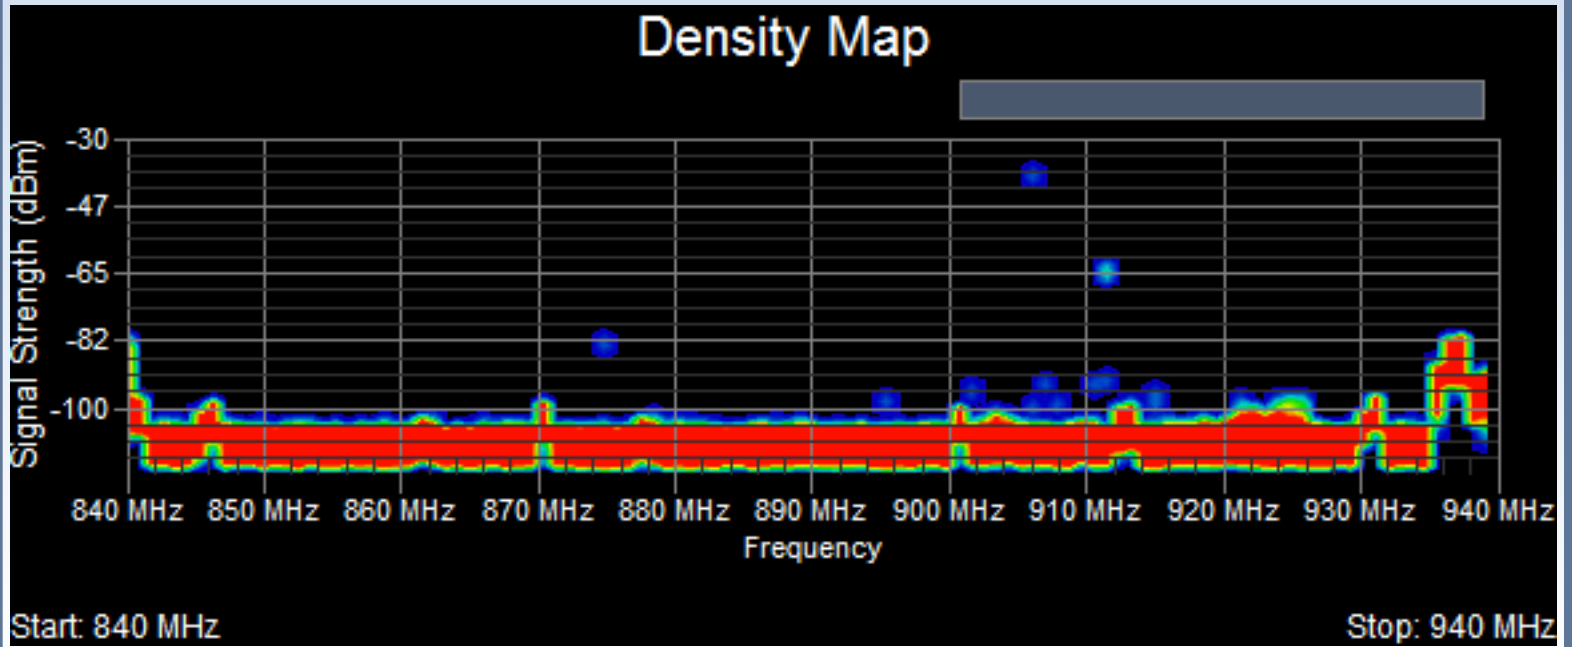 Density Map
-30
-47
-65
-82
-100
Signal Strength (dBm)
840 MHz 850 MHz 860 MHz 870 MHz 880 MHz 890 MHz 900 MHz 910 MHz 920 MHz 930 MHz 940 MHz
Frequency
Start: 840 MHz Stop: 940 MHz